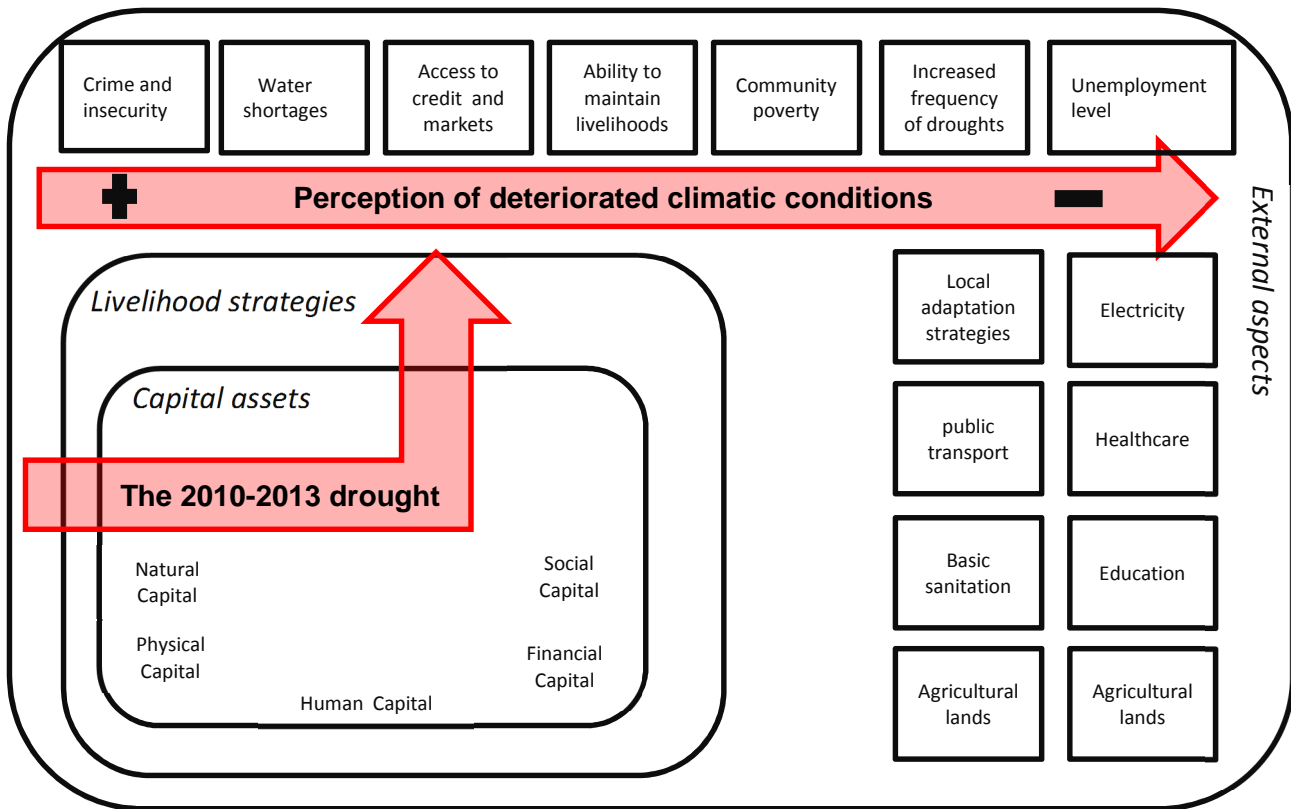 Crime and
insecurity
Water
shortages
Access to
credit and
markets
Ability to
maintain
livelihoods
Community
poverty
Increased
frequency
of droughts
Unemployment
level
Perception of deteriorated climatic conditions
External aspects
Livelihood strategies
Capital assets
The 2010-2013 drought
Natural
Capital
Social
Capital
Physical
Capital
Financial
Capital
Human Capital
Local
adaptation
strategies
Electricity
public
transport
Healthcare
Basic
sanitation
Education
Agricultural
lands
Agricultural
lands